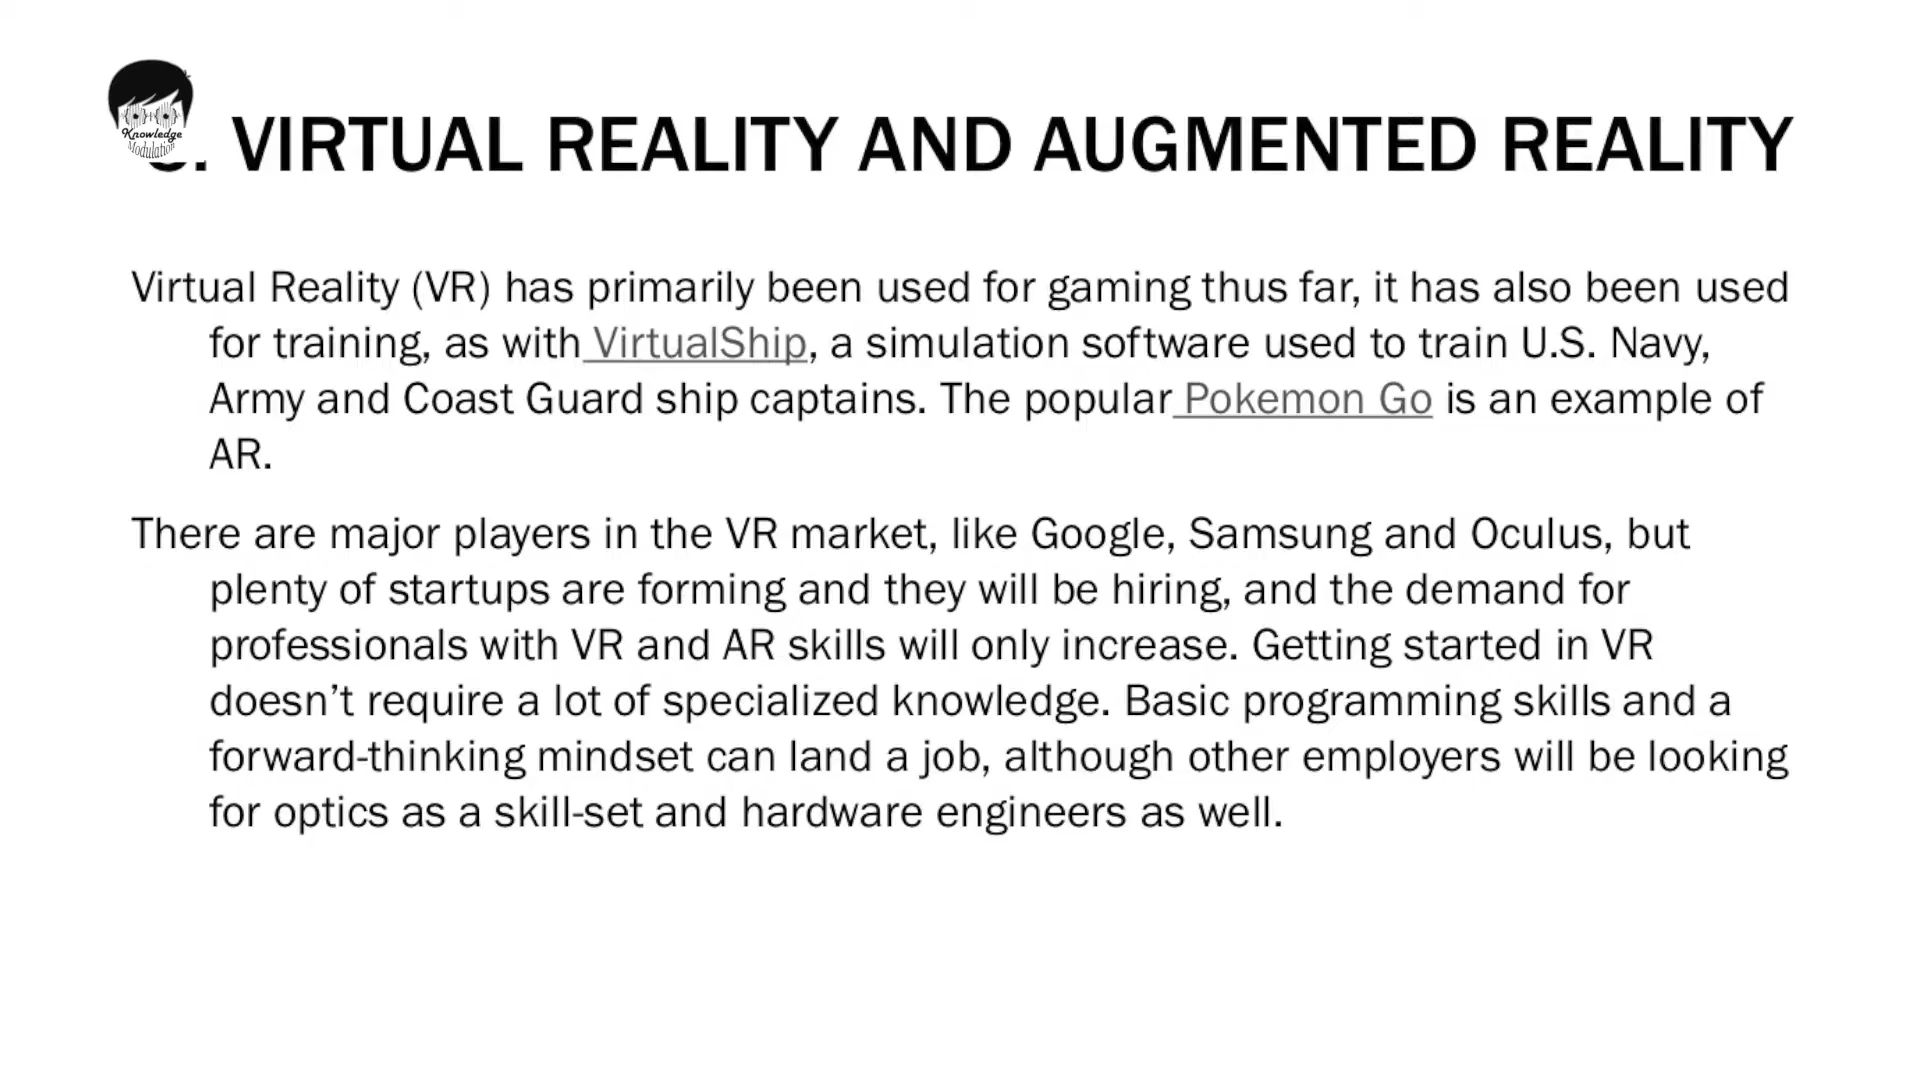 Knowledge
Modulation
. VIRTUAL REALITY AND AUGMENTED REALITY
Virtual Reality (VR) has primarily been used for gaming thus far, it has also been used
for training, as with VirtualShip, a simulation software used to train U.S. Navy,
Army and Coast Guard ship captains. The popular Pokemon Go is an example of
AR.
There are major players in the VR market, like Google, Samsung and Oculus, but
plenty of startups are forming and they will be hiring, and the demand for
professionals with VR and AR skills will only increase. Getting started in VR
doesn’t require a lot of specialized knowledge. Basic programming skills and a
forward-thinking mindset can land a job, although other employers will be looking
for optics as a skill-set and hardware engineers as well.